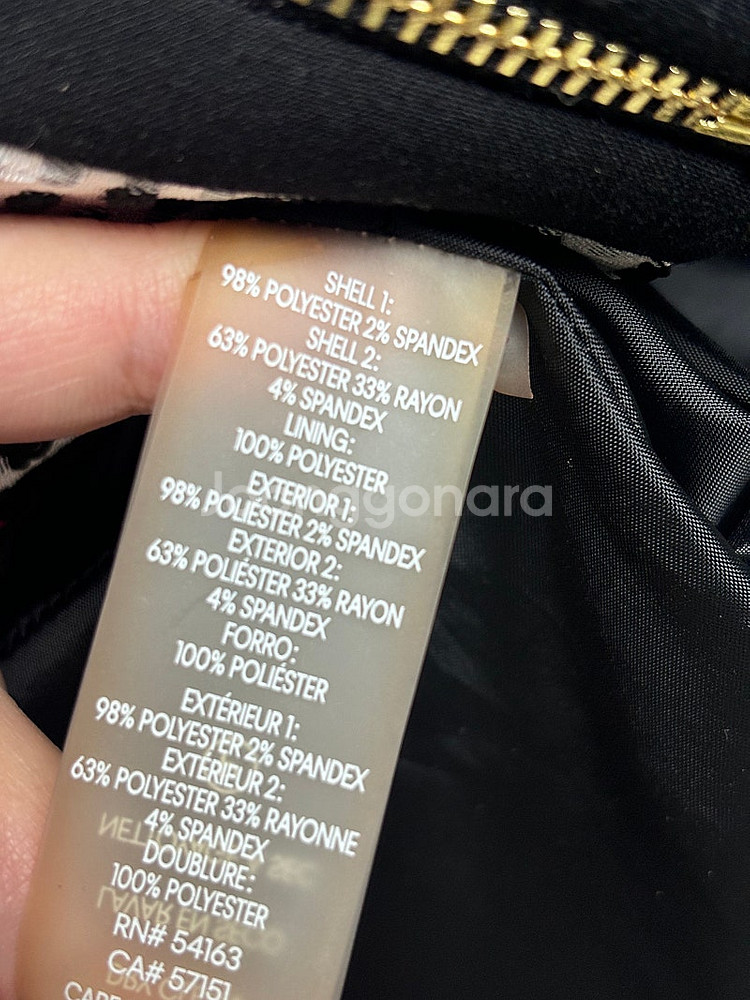 SHELL 1:
98% POLYESTER 2% SPANDEX
SHELL 2:
63% POLYESTER 33% RAYON
4% SPANDEX
LINING:
100% POLYESTER
EXTERIOR 1:
98% POLIÉSTER 2% SPANDEX
EXTERIOR 2:
63% POLIÉSTER 33% RAYON
4% SPANDEX
FORRO:
100% POLIÉSTER
EXTÉRIEUR 1:
98% POLYESTER 2% SPANDEX
EXTÉRIEUR 2:
63% POLYESTER 33% RAYONNE
4% SPANDEX
DOUBLURE:
100% POLYESTER
RN# 54163
CA# 57151